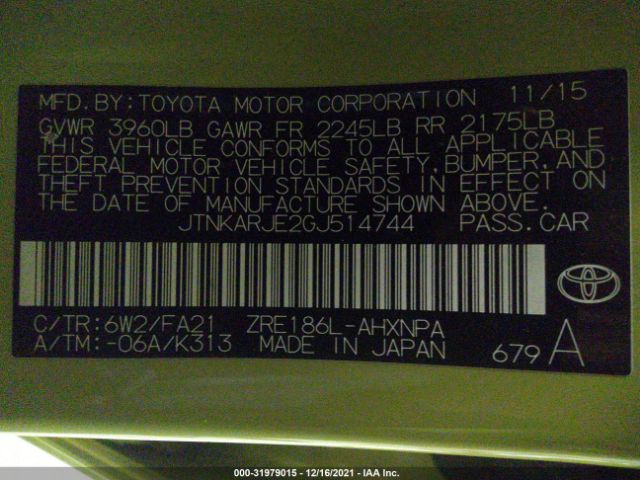 MFD.BY:TOYOTA MOTOR CORPORATION 11/15
GVWR 3960LB GAWR FR 2245LB RR 2175LB
THIS VEHICLE CONFORMS TO ALL APPLICABLE
FEDERAL MOTOR VEHICLE SAFETY,BUMPER,AND
THEFT PREVENTION STANDARDS IN EFFECT ON
THE DATE OF MANUFACTURE SHOWN ABOVE.
JTNKARJE2GJ514744 PASS.CAR
C/TR:6W2/FA21 ZRE186L-AHXNPA
A/TM:-06A/K313 MADE IN JAPAN 679 A
000-31979015 - 12/16/2021 - IAA Inc.